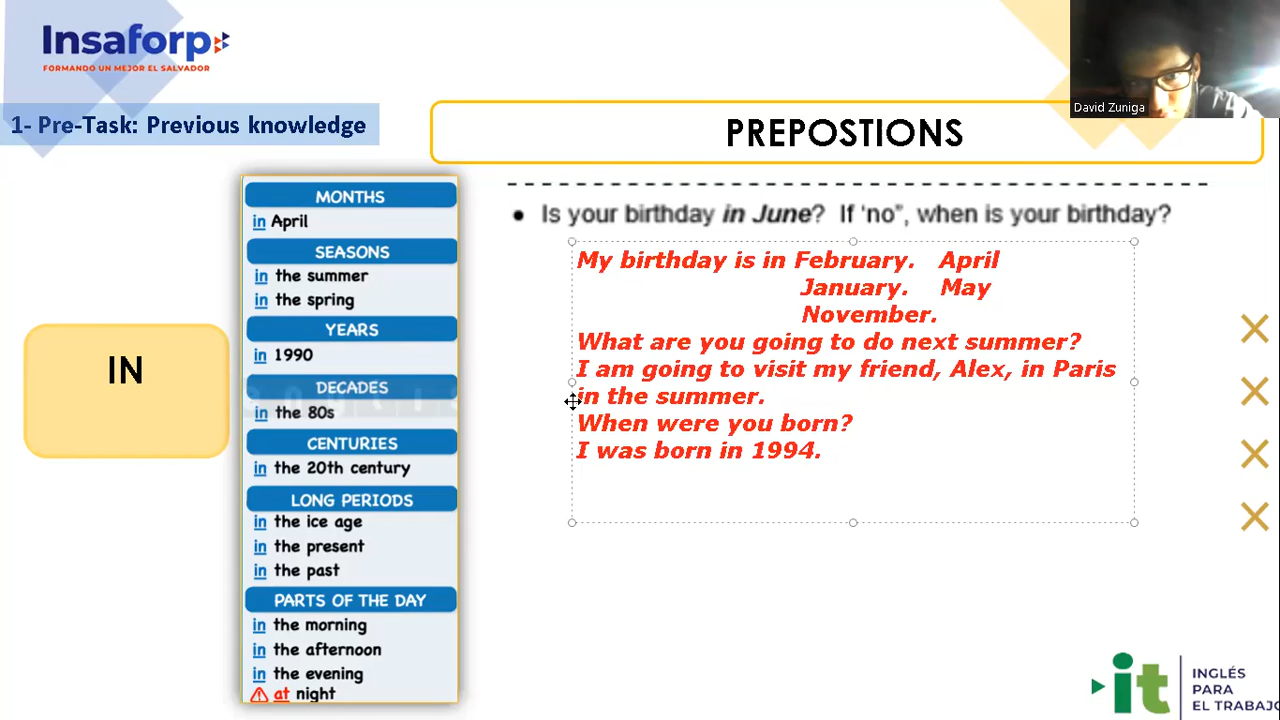 Insaforp
FORMANDO UN MEJOR EL SALVADOR
David Zuniga
1- Pre-Task: Previous knowledge
PREPOSTIONS
IN
MONTHS
in April
SEASONS
in the summer
in the spring
YEARS
in 1990
DECADES
in the 80s
CENTURIES
in the 20th century
LONG PERIODS
in the ice age
in the present
in the past
PARTS OF THE DAY
in the morning
in the afternoon
in the evening
at night
• Is your birthday in June? If 'no", when is your birthday?
My birthday is in February. April
January. May
November.
What are you going to do next summer?
I am going to visit my friend, Alex, in Paris
in the summer.
When were you born?
I was born in 1994.
it
INGLÉS
PARA
EL TRABAJO